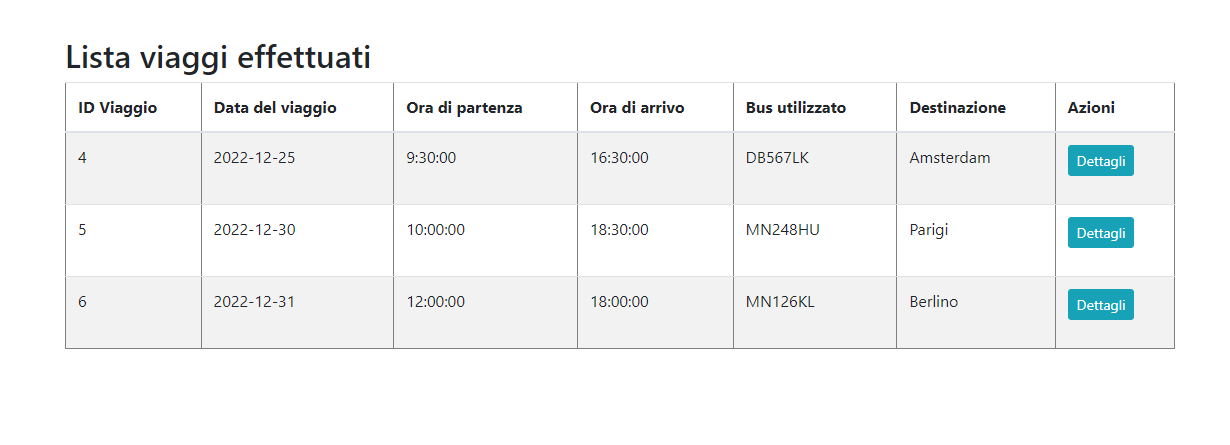 Lista viaggi effettuati
ID Viaggio Data del viaggio Ora di partenza Ora di arrivo Bus utilizzato Destinazione Azioni
4 2022-12-25 9:30:00 16:30:00 DB567LK Amsterdam Dettagli
5 2022-12-30 10:00:00 18:30:00 MN248HU Parigi Dettagli
6 2022-12-31 12:00:00 18:00:00 MN126KL Berlino Dettagli